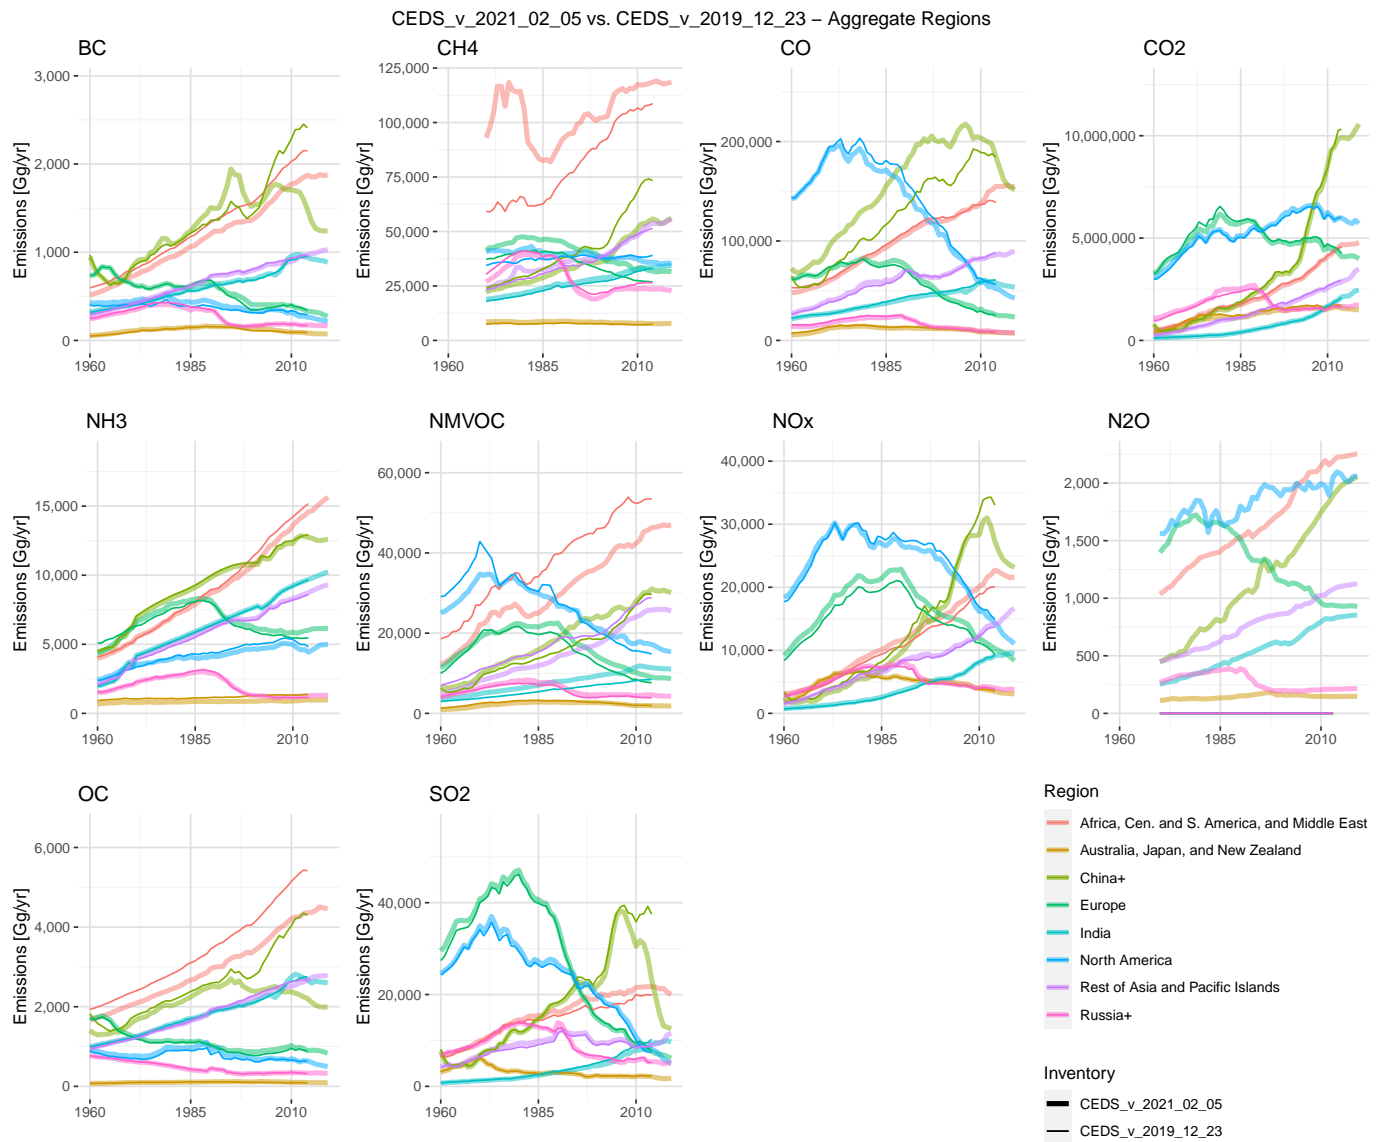 CEDS_v_2021_02_05 vs. CEDS_v_2019_12_23 – Aggregate Regions
BC
Emissions [Gg/yr]
3,000
2,000
1,000
0
1960 1985 2010
CH4
Emissions [Gg/yr]
125,000
100,000
75,000
50,000
25,000
0
1960 1985 2010
CO
Emissions [Gg/yr]
200,000
100,000
0
1960 1985 2010
CO2
Emissions [Gg/yr]
10,000,000
5,000,000
0
1960 1985 2010
NH3
Emissions [Gg/yr]
15,000
10,000
5,000
0
1960 1985 2010
NMVOC
Emissions [Gg/yr]
60,000
40,000
20,000
0
1960 1985 2010
NOx
Emissions [Gg/yr]
40,000
30,000
20,000
10,000
0
1960 1985 2010
N2O
Emissions [Gg/yr]
2,000
1,500
1,000
500
0
1960 1985 2010
OC
Emissions [Gg/yr]
6,000
4,000
2,000
0
1960 1985 2010
SO2
Emissions [Gg/yr]
40,000
20,000
0
1960 1985 2010
Region
Africa, Cen. and S. America, and Middle East
Australia, Japan, and New Zealand
China+
Europe
India
North America
Rest of Asia and Pacific Islands
Russia+
Inventory
CEDS_v_2021_02_05
CEDS_v_2019_12_23